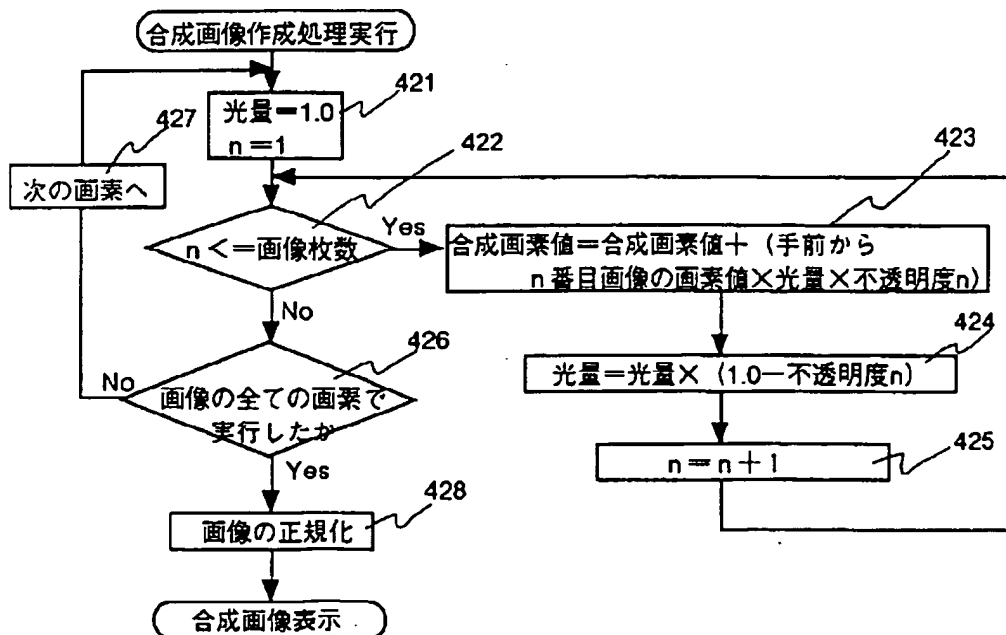 合成画像作成処理実行
421
光量=1.0
n=1
427
次の画素へ
422
n<=画像枚数
Yes
No
423
合成画素値=合成画素値+(手前から
n番目画像の画素値×光量×不透明度n)
424
光量=光量×(1.0-不透明度n)
425
n=n+1
426
画像の全ての画素で
実行したか
No
Yes
428
画像の正規化
合成画像表示